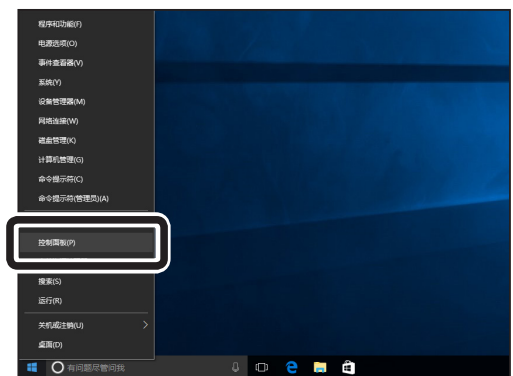 程序和功能(F)
电源选项(O)
事件查看器(V)
系统(Y)
设备管理器(M)
网络连接(W)
磁盘管理(K)
计算机管理(G)
命令提示符(C)
命令提示符(管理员)(A)
控制面板(P)
搜索(S)
运行(R)
关机或注销(U)
桌面(D)
有问题尽管问我